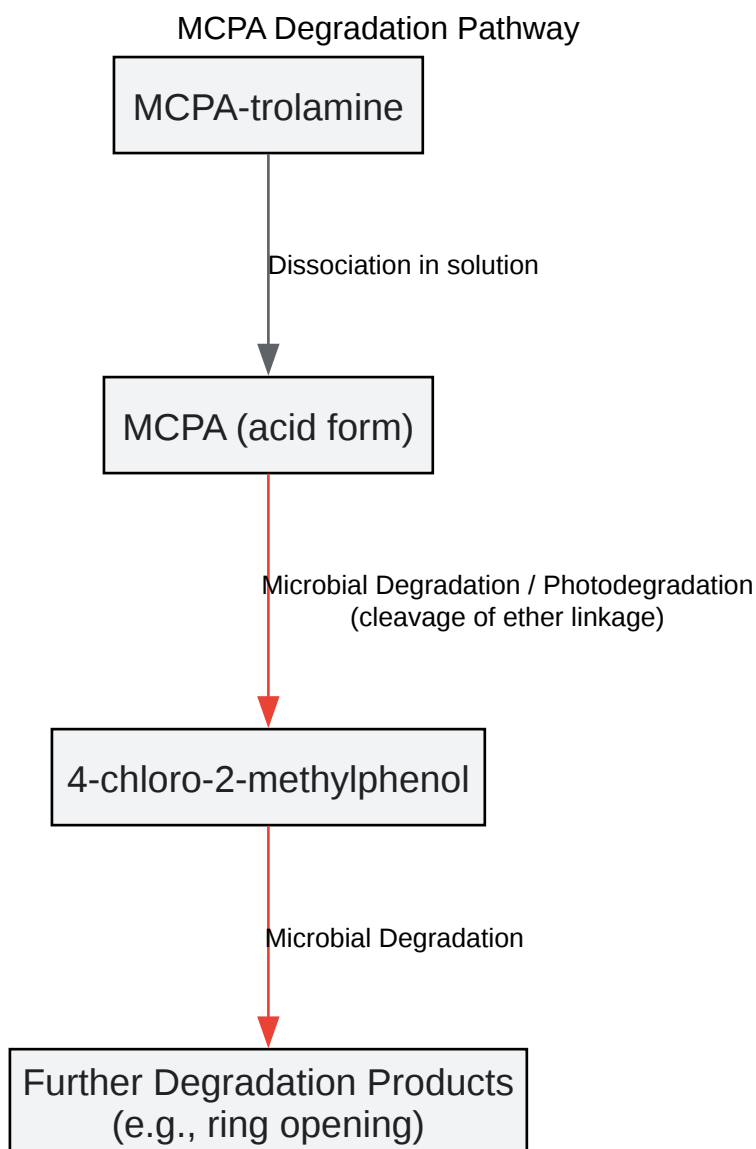 MCPA Degradation Pathway
MCPA-trolamine
Dissociation in solution
MCPA (acid form)
Microbial Degradation / Photodegradation
(cleavage of ether linkage)
4-chloro-2-methylphenol
Microbial Degradation
Further Degradation Products
(e.g., ring opening)